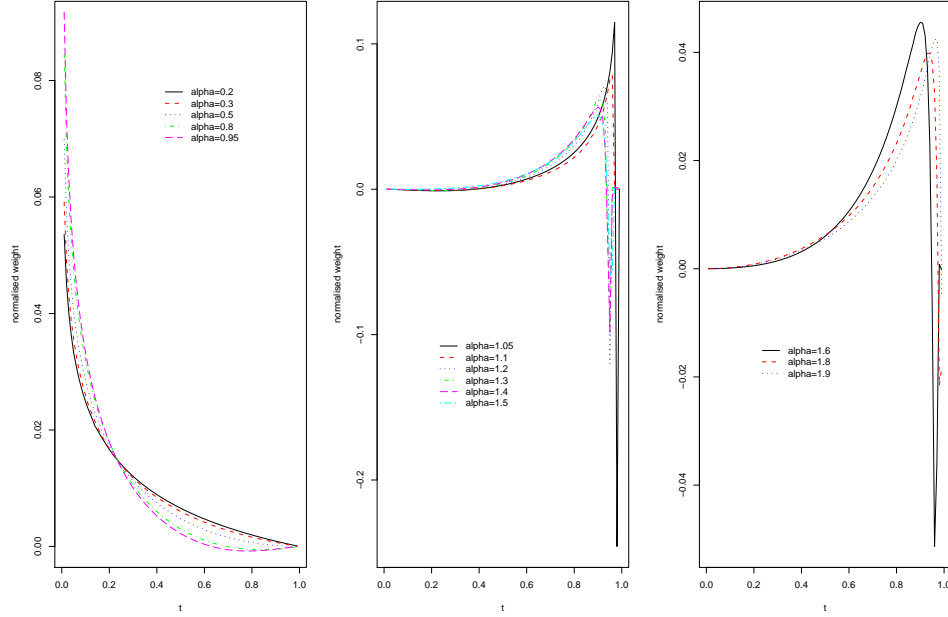 normalised weight
0.00 0.02 0.04 0.06 0.08
alpha=0.2
alpha=0.3
alpha=0.5
alpha=0.8
alpha=0.95
0.0 0.2 0.4 0.6 0.8 1.0
t
normalised weight
−0.2 −0.1 0.0 0.1
alpha=1.05
alpha=1.1
alpha=1.2
alpha=1.3
alpha=1.4
alpha=1.5
0.0 0.2 0.4 0.6 0.8 1.0
t
normalised weight
−0.04 −0.02 0.00 0.02 0.04
alpha=1.6
alpha=1.8
alpha=1.9
0.0 0.2 0.4 0.6 0.8 1.0
t